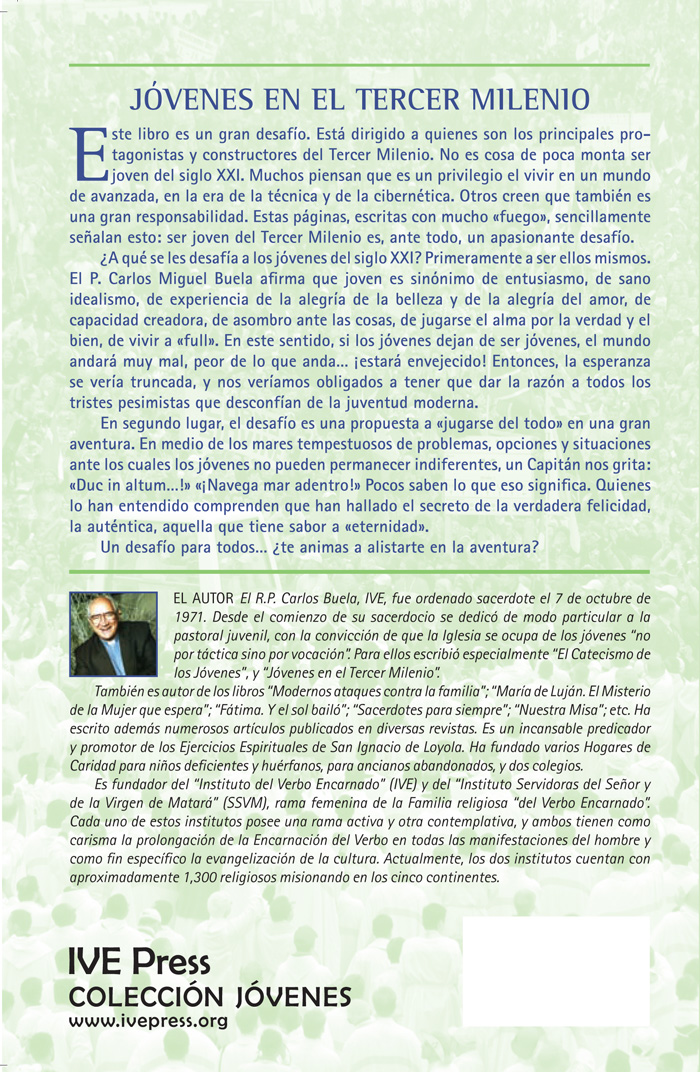 JÓVENES EN EL TERCER MILENIO
Este libro es un gran desafío. Está dirigido a quienes son los principales pro-
tagonistas y constructores del Tercer Milenio. No es cosa de poca monta ser
joven del siglo XXI. Muchos piensan que es un privilegio el vivir en un mundo
de avanzada, en la era de la técnica y de la cibernética. Otros creen que también es
una gran responsabilidad. Estas páginas, escritas con mucho «fuego», sencillamente
señalan esto: ser joven del Tercer Milenio es, ante todo, un apasionante desafío.
¿A qué se les desafía a los jóvenes del siglo XXI? Primeramente a ser ellos mismos.
El P. Carlos Miguel Buela afirma que joven es sinónimo de entusiasmo, de sano
idealismo, de experiencia de la alegría de la belleza y de la alegría del amor, de
capacidad creadora, de asombro ante las cosas, de jugarse el alma por la verdad y el
bien, de vivir a «full». En este sentido, si los jóvenes dejan de ser jóvenes, el mundo
andará muy mal, peor de lo que anda... ¡estará envejecido! Entonces, la esperanza
se vería truncada, y nos veríamos obligados a tener que dar la razón a todos los
tristes pesimistas que desconfían de la juventud moderna.
En segundo lugar, el desafío es una propuesta a «jugarse del todo» en una gran
aventura. En medio de los mares tempestuosos de problemas, opciones y situaciones
ante los cuales los jóvenes no pueden permanecer indiferentes, un Capitán nos grita:
«Duc in altum...!» «¡Navega mar adentro!» Pocos saben lo que eso significa. Quienes
lo han entendido comprenden que han hallado el secreto de la verdadera felicidad,
la auténtica, aquella que tiene sabor a «eternidad».
Un desafío para todos... ¿te animas a alistarte en la aventura?
EL AUTOR El R.P. Carlos Buela, IVE, fue ordenado sacerdote el 7 de octubre de
1971. Desde el comienzo de su sacerdocio se dedicó de modo particular a la
pastoral juvenil, con la convicción de que la Iglesia se ocupa de los jóvenes "no
por táctica sino por vocación". Para ellos escribió especialmente "El Catecismo de
los Jóvenes", y "Jóvenes en el Tercer Milenio".
También es autor de los libros "Modernos ataques contra la familia"; "María de Luján. El Misterio
de la Mujer que espera"; "Fátima. Y el sol bailó"; "Sacerdotes para siempre"; "Nuestra Misa"; etc. Ha
escrito además numerosos artículos publicados en diversas revistas. Es un incansable predicador
y promotor de los Ejercicios Espirituales de San Ignacio de Loyola. Ha fundado varios Hogares de
Caridad para niños deficientes y huérfanos, para ancianos abandonados, y dos colegios.
Es fundador del "Instituto del Verbo Encarnado" (IVE) y del "Instituto Servidoras del Señor y
de la Virgen de Matará" (SSVM), rama femenina de la Familia religiosa "del Verbo Encarnado".
Cada uno de estos institutos posee una rama activa y otra contemplativa, y ambos tienen como
carisma la prolongación de la Encarnación del Verbo en todas las manifestaciones del hombre y
como fin específico la evangelización de la cultura. Actualmente, los dos institutos cuentan con
aproximadamente 1,300 religiosos misionando en los cinco continentes.
IVE Press
COLECCIÓN JÓVENES
www.ivepress.org